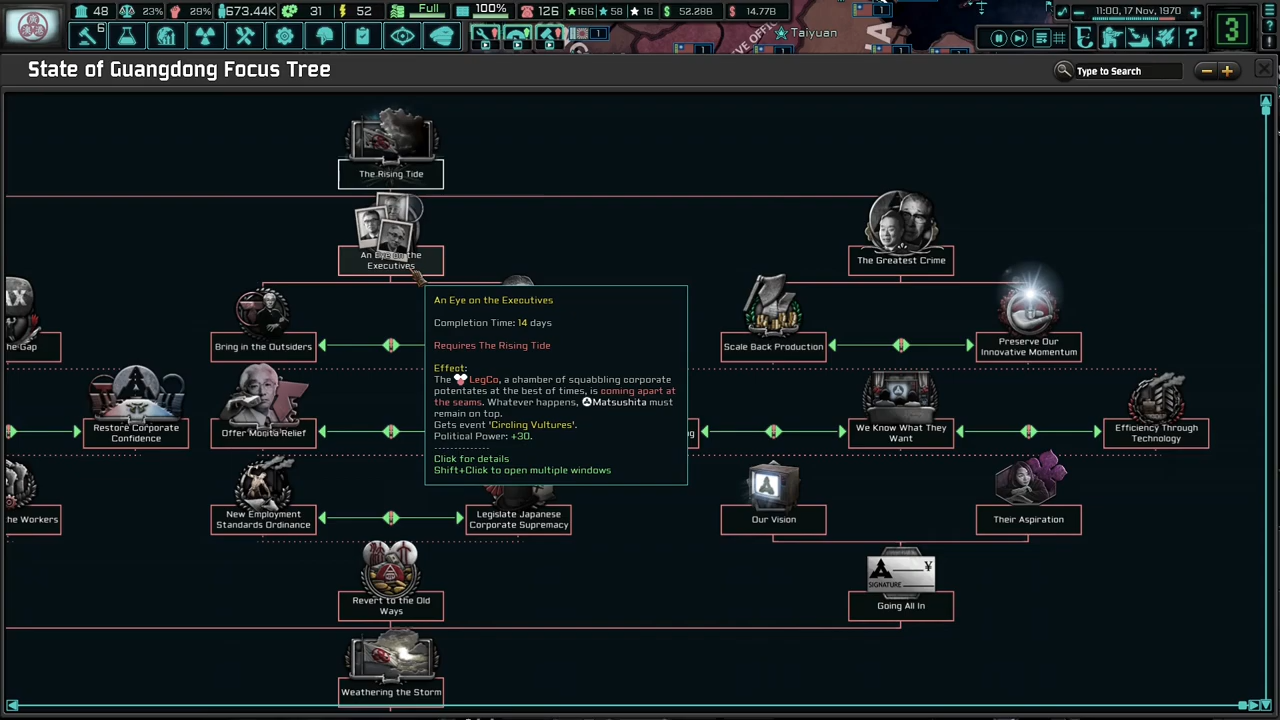 48 23% 29% 673.44K 31 52 Full 100% 126 166 58 16 52.28B 14.77B
11:00, 17 Nov, 1970
3
6
1
Taiyuan
State of Guangdong Focus Tree
Type to Search
The Rising Tide
An Eye on the
Executives
The Greatest Crime
An Eye on the Executives
Completion Time: 14 days
Requires The Rising Tide
Effect:
The LegCo, a chamber of squabbling corporate
potentates at the best of times, is coming apart at
the seams. Whatever happens, Matsushita must
remain on top.
Gets event 'Circling Vultures'.
Political Power: +30.
Click for details
Shift+Click to open multiple windows
he Gap
Bring in the Outsiders
Scale Back Production
Preserve Our
Innovative Momentum
Restore Corporate
Confidence
Offer Morita Relief
ng
We Know What They
Want
Efficiency Through
Technology
he Workers
New Employment
Standards Ordinance
Legislate Japanese
Corporate Supremacy
Our Vision
Their Aspiration
Revert to the Old
Ways
SIGNATURE
¥
Going All In
Weathering the Storm